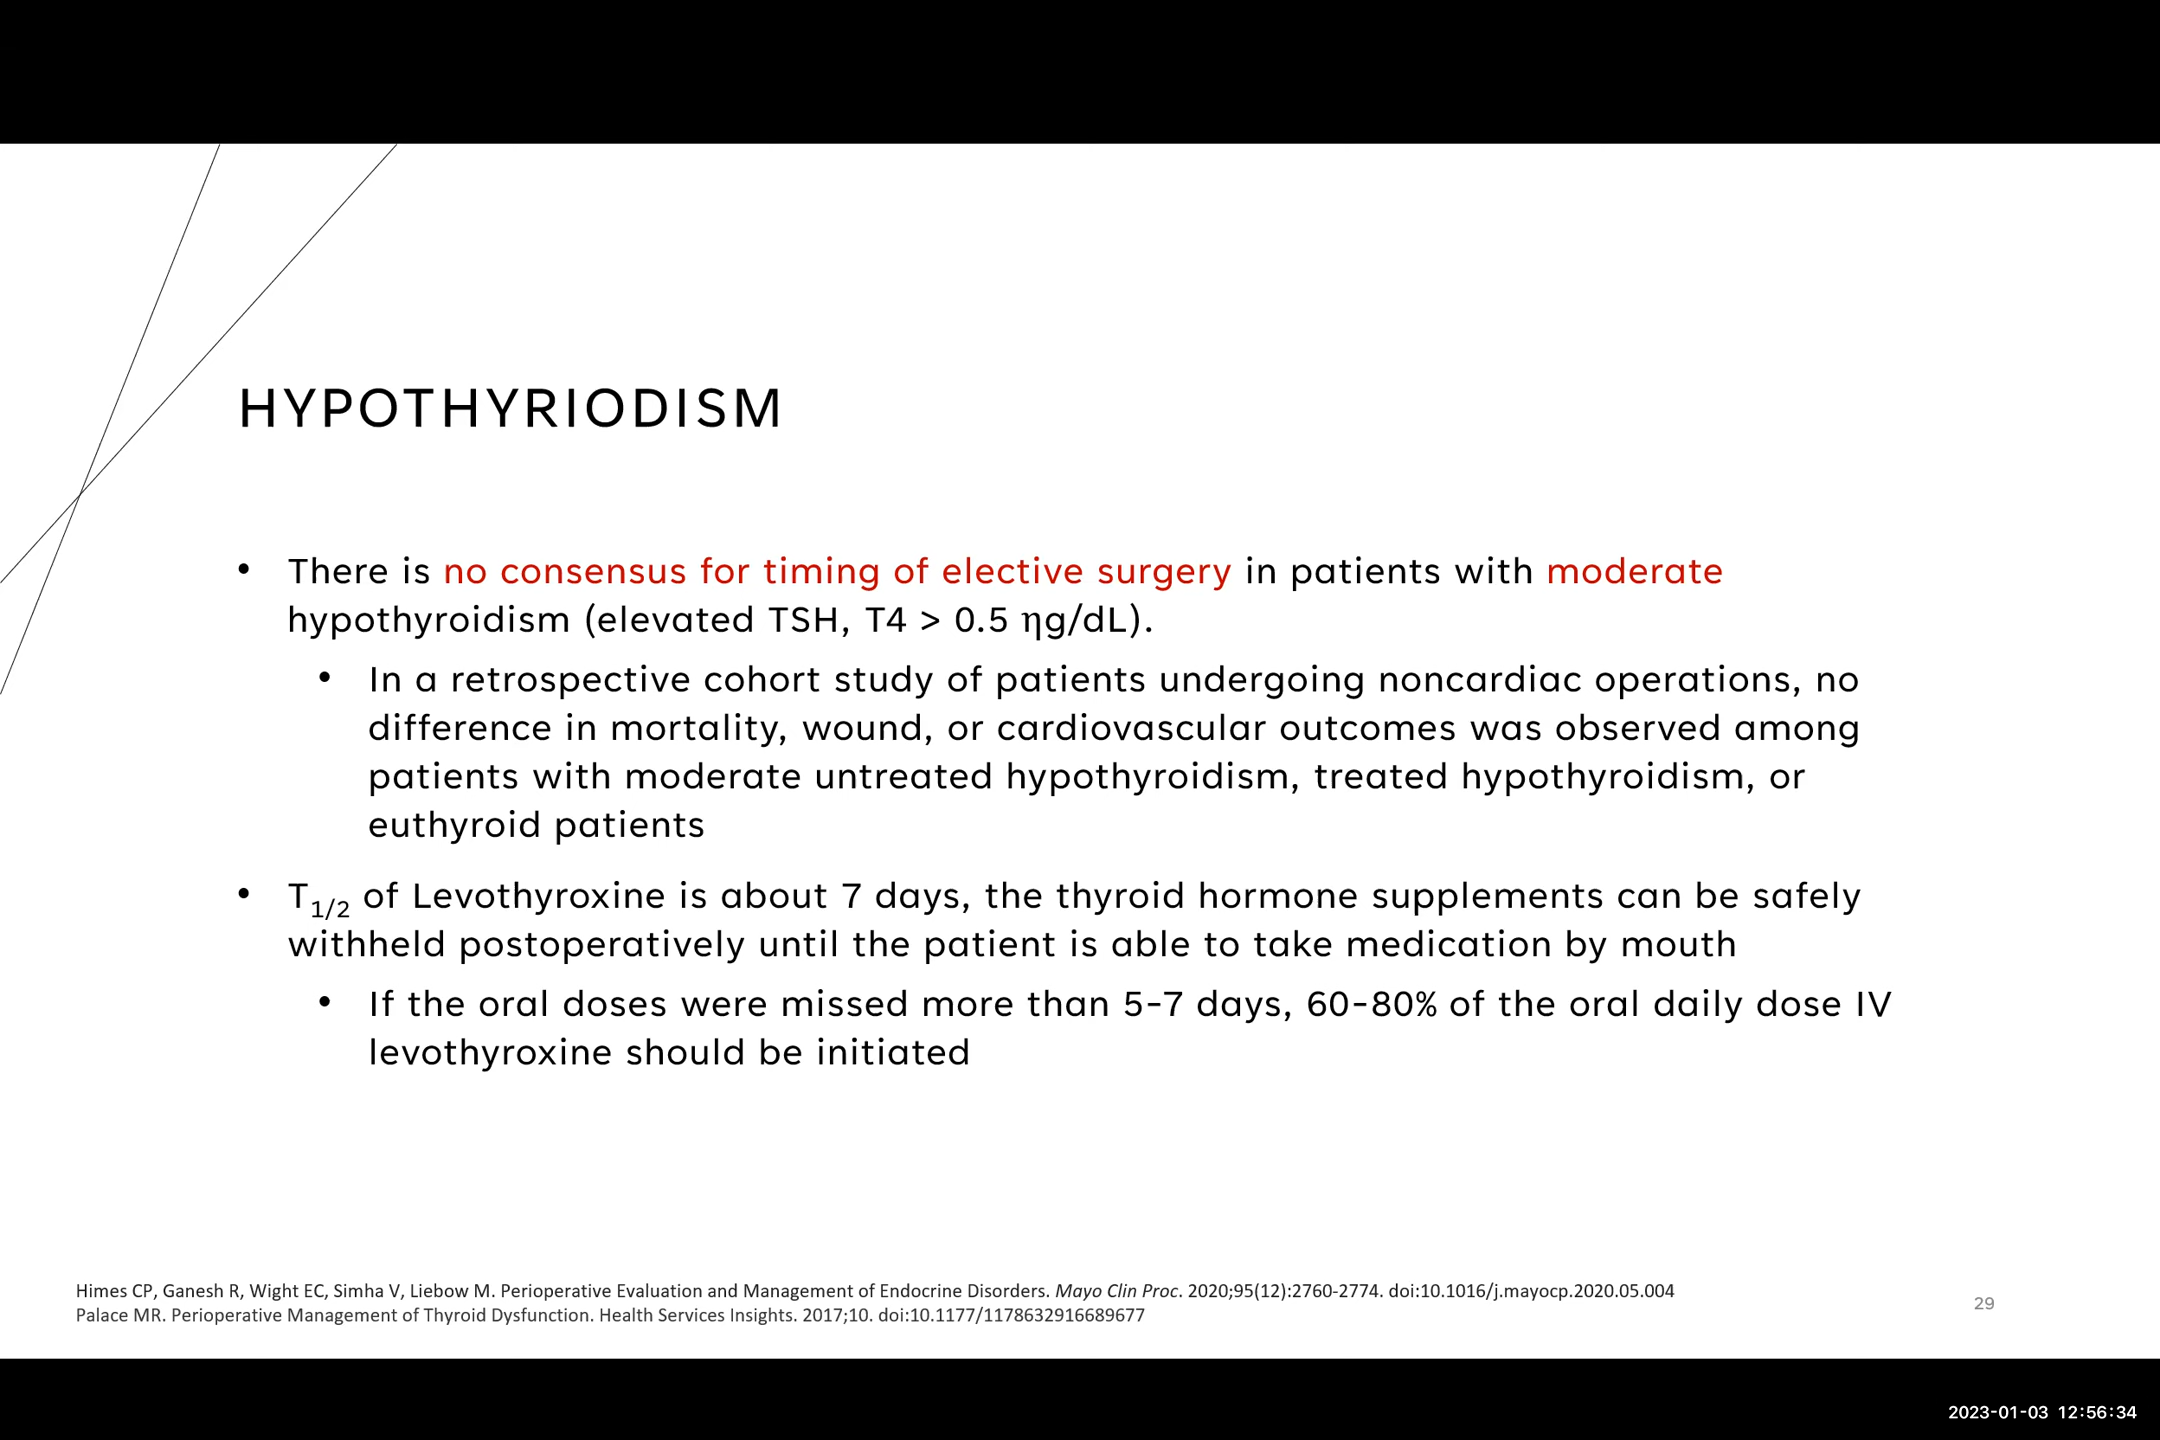 HYPOTHYRIODISM
• There is no consensus for timing of elective surgery in patients with moderate
hypothyroidism (elevated TSH, T4 > 0.5 ηg/dL).
• In a retrospective cohort study of patients undergoing noncardiac operations, no
difference in mortality, wound, or cardiovascular outcomes was observed among
patients with moderate untreated hypothyroidism, treated hypothyroidism, or
euthyroid patients
• T1/2 of Levothyroxine is about 7 days, the thyroid hormone supplements can be safely
withheld postoperatively until the patient is able to take medication by mouth
• If the oral doses were missed more than 5-7 days, 60-80% of the oral daily dose IV
levothyroxine should be initiated
Himes CP, Ganesh R, Wight EC, Simha V, Liebow M. Perioperative Evaluation and Management of Endocrine Disorders. Mayo Clin Proc. 2020;95(12):2760-2774. doi:10.1016/j.mayocp.2020.05.004
Palace MR. Perioperative Management of Thyroid Dysfunction. Health Services Insights. 2017;10. doi:10.1177/1178632916689677
29
2023-01-03 12:56:34